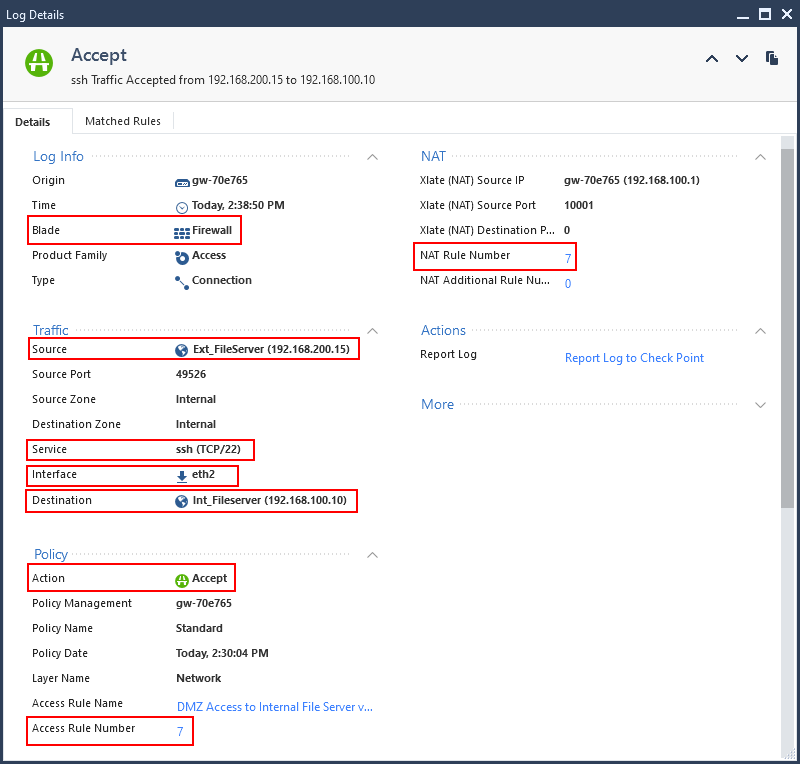 Log Details
Accept
ssh Traffic Accepted from 192.168.200.15 to 192.168.100.10
Details
Matched Rules
Log Info
Origin gw-70e765
Time Today, 2:38:50 PM
Blade Firewall
Product Family Access
Type Connection
Traffic
Source Ext_FileServer (192.168.200.15)
Source Port 49526
Source Zone Internal
Destination Zone Internal
Service ssh (TCP/22)
Interface eth2
Destination Int_Fileserver (192.168.100.10)
Policy
Action Accept
Policy Management gw-70e765
Policy Name Standard
Policy Date Today, 2:30:04 PM
Layer Name Network
Access Rule Name DMZ Access to Internal File Server v...
Access Rule Number 7
NAT
Xlate (NAT) Source IP gw-70e765 (192.168.100.1)
Xlate (NAT) Source Port 10001
Xlate (NAT) Destination P... 0
NAT Rule Number 7
NAT Additional Rule Nu... 0
Actions
Report Log Report Log to Check Point
More